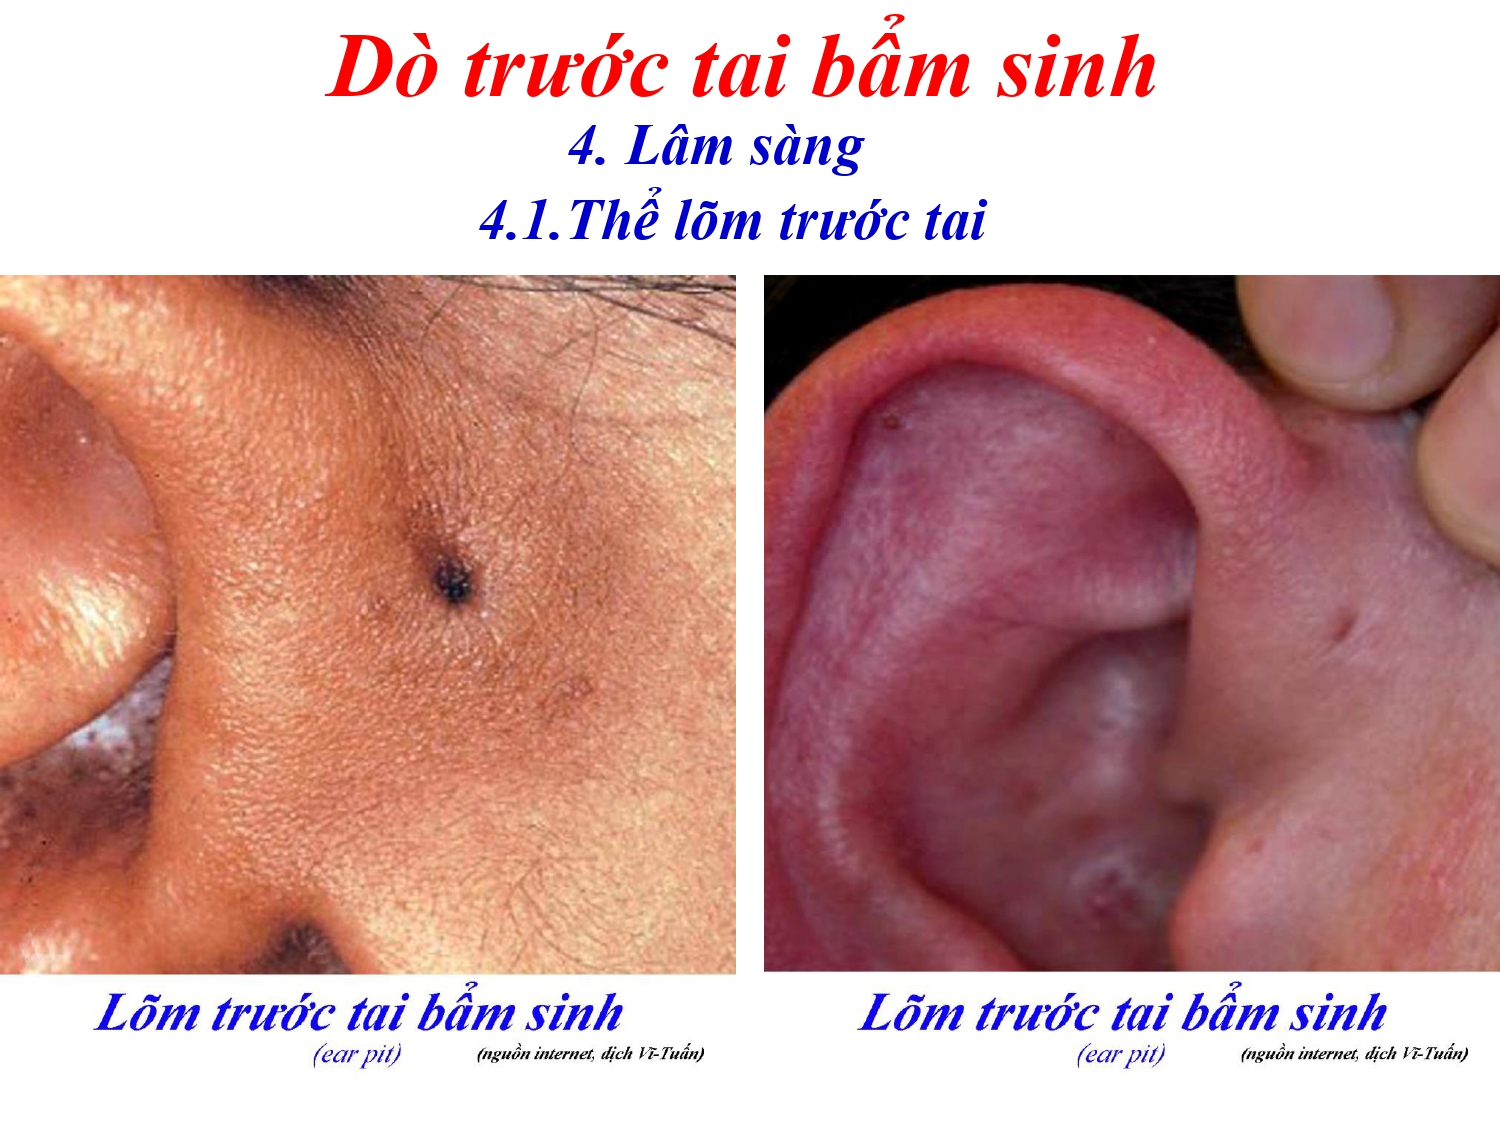 Dò trước tai bẩm sinh
4. Lâm sàng
4.1.Thể lõm trước tai
Lõm trước tai bẩm sinh
(ear pit) (nguồn internet, dịch Vĩ-Tuấn)
Lõm trước tai bẩm sinh
(ear pit) (nguồn internet, dịch Vĩ-Tuấn)